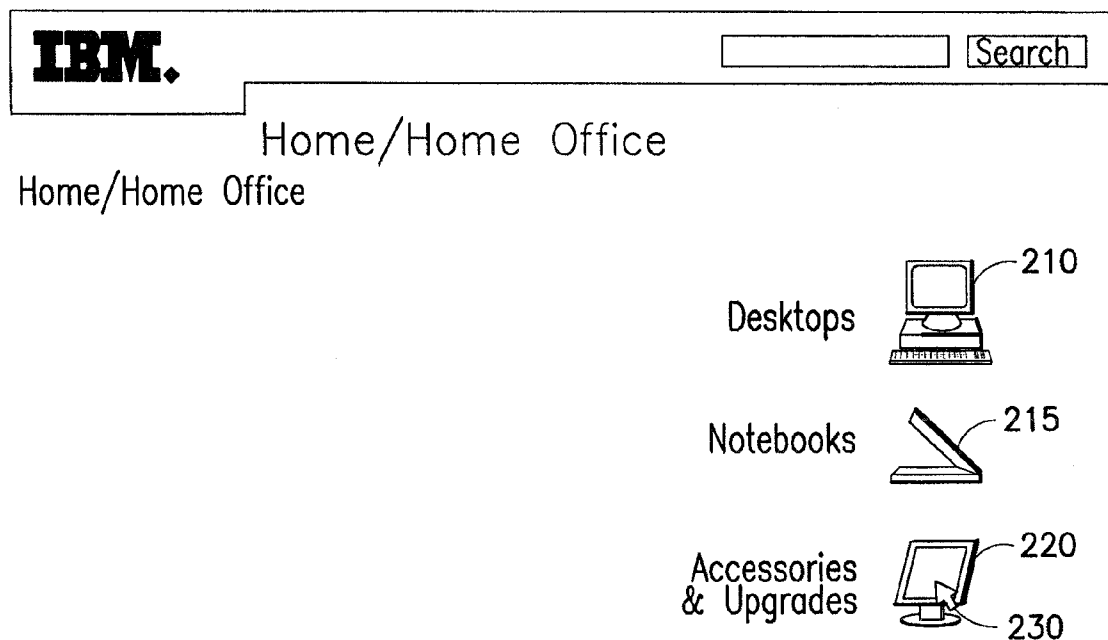 IBM.
Search
Home/Home Office
Home/Home Office
210
Desktops
215
Notebooks
220
Accessories
& Upgrades
230